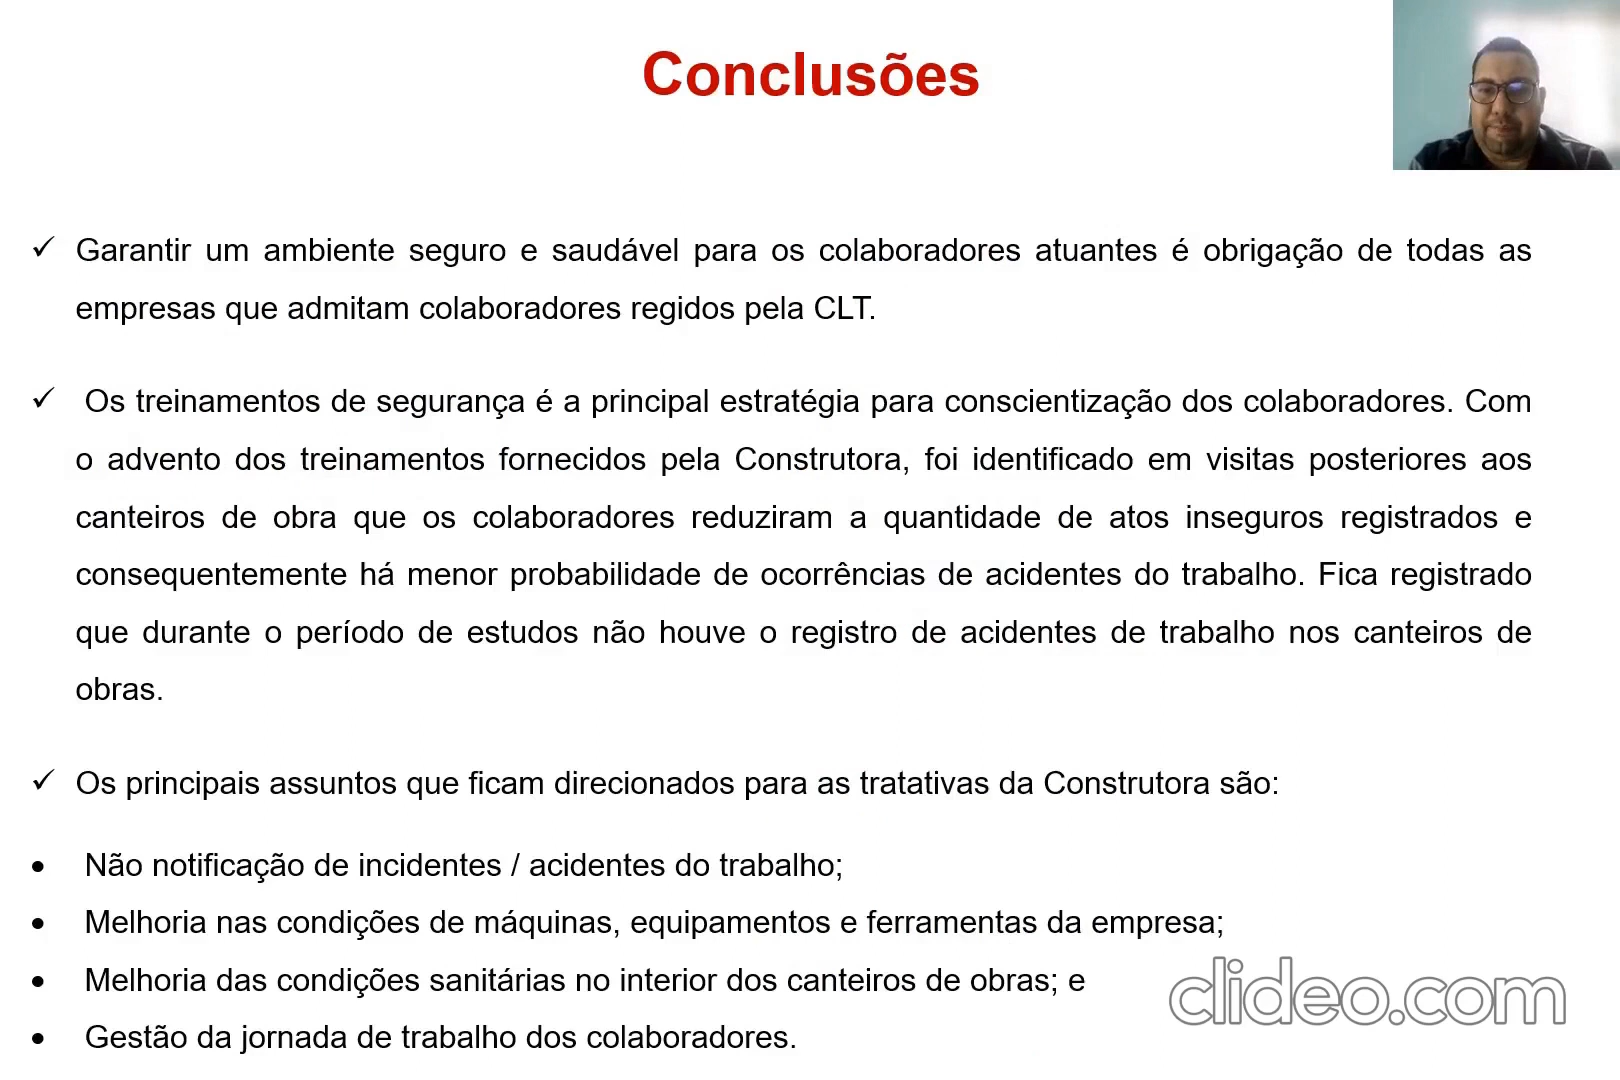 Conclusões
✓ Garantir um ambiente seguro e saudável para os colaboradores atuantes é obrigação de todas as
empresas que admitam colaboradores regidos pela CLT.
✓ Os treinamentos de segurança é a principal estratégia para conscientização dos colaboradores. Com
o advento dos treinamentos fornecidos pela Construtora, foi identificado em visitas posteriores aos
canteiros de obra que os colaboradores reduziram a quantidade de atos inseguros registrados e
consequentemente há menor probabilidade de ocorrências de acidentes do trabalho. Fica registrado
que durante o período de estudos não houve o registro de acidentes de trabalho nos canteiros de
obras.
✓ Os principais assuntos que ficam direcionados para as tratativas da Construtora são:
• Não notificação de incidentes / acidentes do trabalho;
• Melhoria nas condições de máquinas, equipamentos e ferramentas da empresa;
• Melhoria das condições sanitárias no interior dos canteiros de obras; e
• Gestão da jornada de trabalho dos colaboradores.
clideo.com